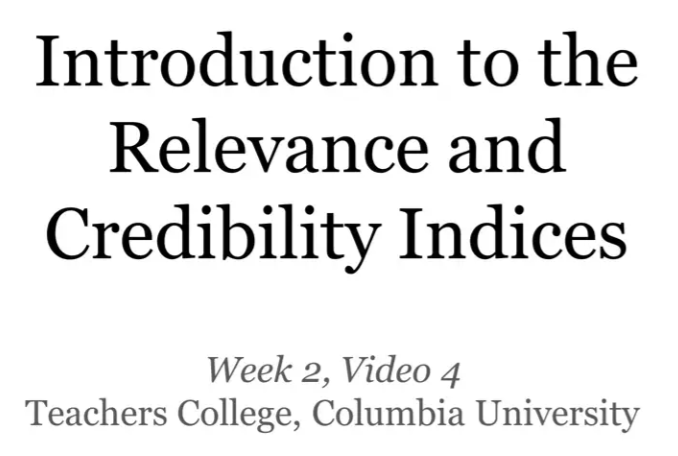 Introduction to the
Relevance and
Credibility Indices
Week 2, Video 4
Teachers College, Columbia University